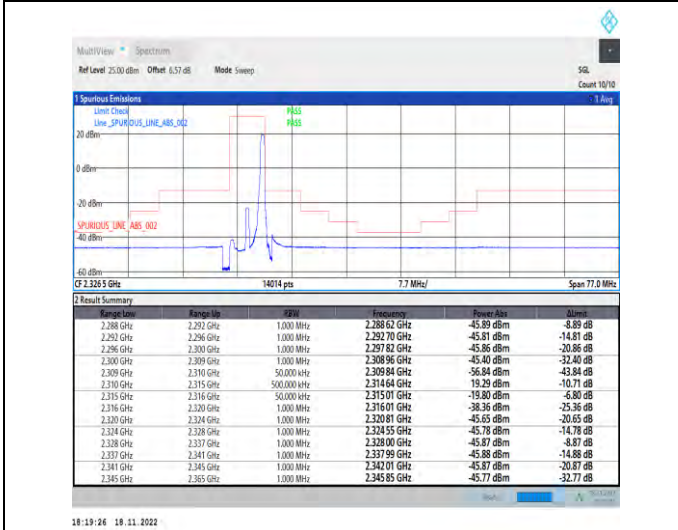 MultiView Spectrum
Ref Level 25.00 dBm Offset 6.57 dB Mode Sweep SGL
Count 10/10
1 Spurious Emissions 1 Avg
Limit Check PASS
Line _SPURIOUS_LINE_ABS_002 PASS
20 dBm
0 dBm
-20 dBm
SPURIOUS_LINE_ABS_002
-40 dBm
-60 dBm
CF 2.326 5 GHz 14014 pts 7.7 MHz/ Span 77.0 MHz
2 Result Summary
Range Low Range Up RBW Frequency Power Abs ΔLimit
2.288 GHz 2.292 GHz 1.000 MHz 2.288 62 GHz -45.89 dBm -8.89 dB
2.292 GHz 2.296 GHz 1.000 MHz 2.292 70 GHz -45.81 dBm -14.81 dB
2.296 GHz 2.300 GHz 1.000 MHz 2.297 82 GHz -45.86 dBm -20.86 dB
2.300 GHz 2.309 GHz 1.000 MHz 2.308 96 GHz -45.40 dBm -32.40 dB
2.309 GHz 2.310 GHz 50.000 kHz 2.309 84 GHz -56.84 dBm -43.84 dB
2.310 GHz 2.315 GHz 500.000 kHz 2.314 64 GHz 19.29 dBm -10.71 dB
2.315 GHz 2.316 GHz 50.000 kHz 2.315 01 GHz -19.80 dBm -6.80 dB
2.316 GHz 2.320 GHz 1.000 MHz 2.316 01 GHz -38.36 dBm -25.36 dB
2.320 GHz 2.324 GHz 1.000 MHz 2.320 81 GHz -45.65 dBm -20.65 dB
2.324 GHz 2.328 GHz 1.000 MHz 2.324 55 GHz -45.78 dBm -14.78 dB
2.328 GHz 2.337 GHz 1.000 MHz 2.328 00 GHz -45.87 dBm -8.87 dB
2.337 GHz 2.341 GHz 1.000 MHz 2.337 99 GHz -45.88 dBm -14.88 dB
2.341 GHz 2.345 GHz 1.000 MHz 2.342 01 GHz -45.87 dBm -20.87 dB
2.345 GHz 2.365 GHz 1.000 MHz 2.345 85 GHz -45.77 dBm -32.77 dB
18:19:26 18.11.2022